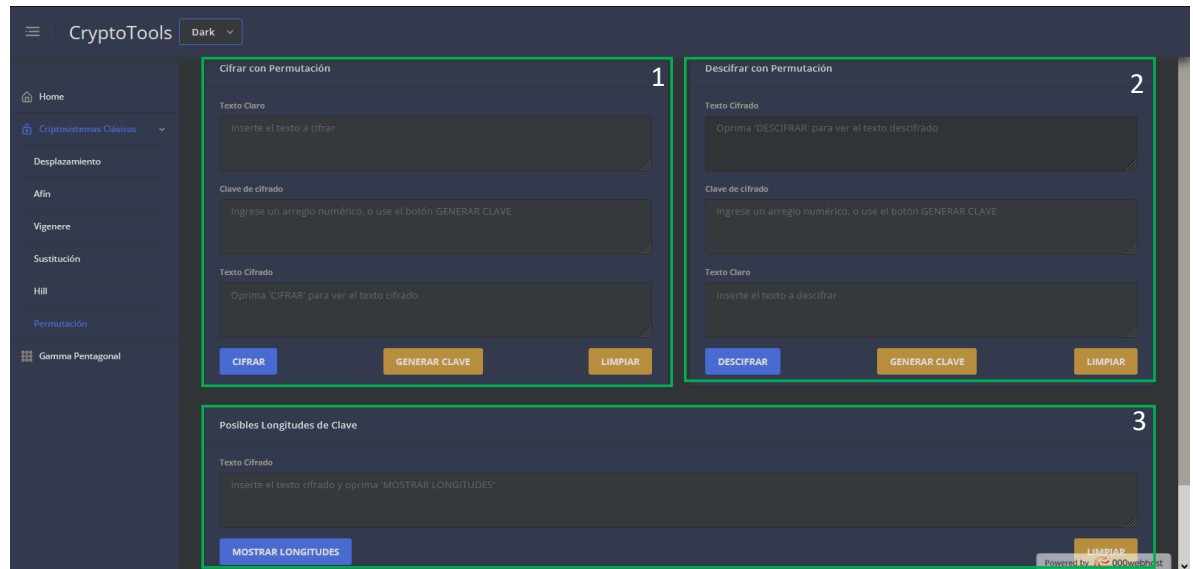 CryptoTools
Dark
Home
Criptosistemas Clásicos
Desplazamiento
Afín
Vigenere
Sustitución
Hill
Permutación
Gamma Pentagonal
Cifrar con Permutación
1
Texto Claro
Inserte el texto a cifrar
Clave de cifrado
Ingrese un arreglo numérico, o use el botón GENERAR CLAVE
Texto Cifrado
Oprima 'CIFRAR' para ver el texto cifrado
CIFRAR
GENERAR CLAVE
LIMPIAR
Descifrar con Permutación
2
Texto Cifrado
Oprima 'DESCIFRAR' para ver el texto descifrado
Clave de cifrado
Ingrese un arreglo numérico, o use el botón GENERAR CLAVE
Texto Claro
Inserte el texto a descifrar
DESCIFRAR
GENERAR CLAVE
LIMPIAR
Posibles Longitudes de Clave
3
Texto Cifrado
Inserte el texto cifrado y oprima 'MOSTRAR LONGITUDES'
MOSTRAR LONGITUDES
LIMPIAR
Powered by 000webhost